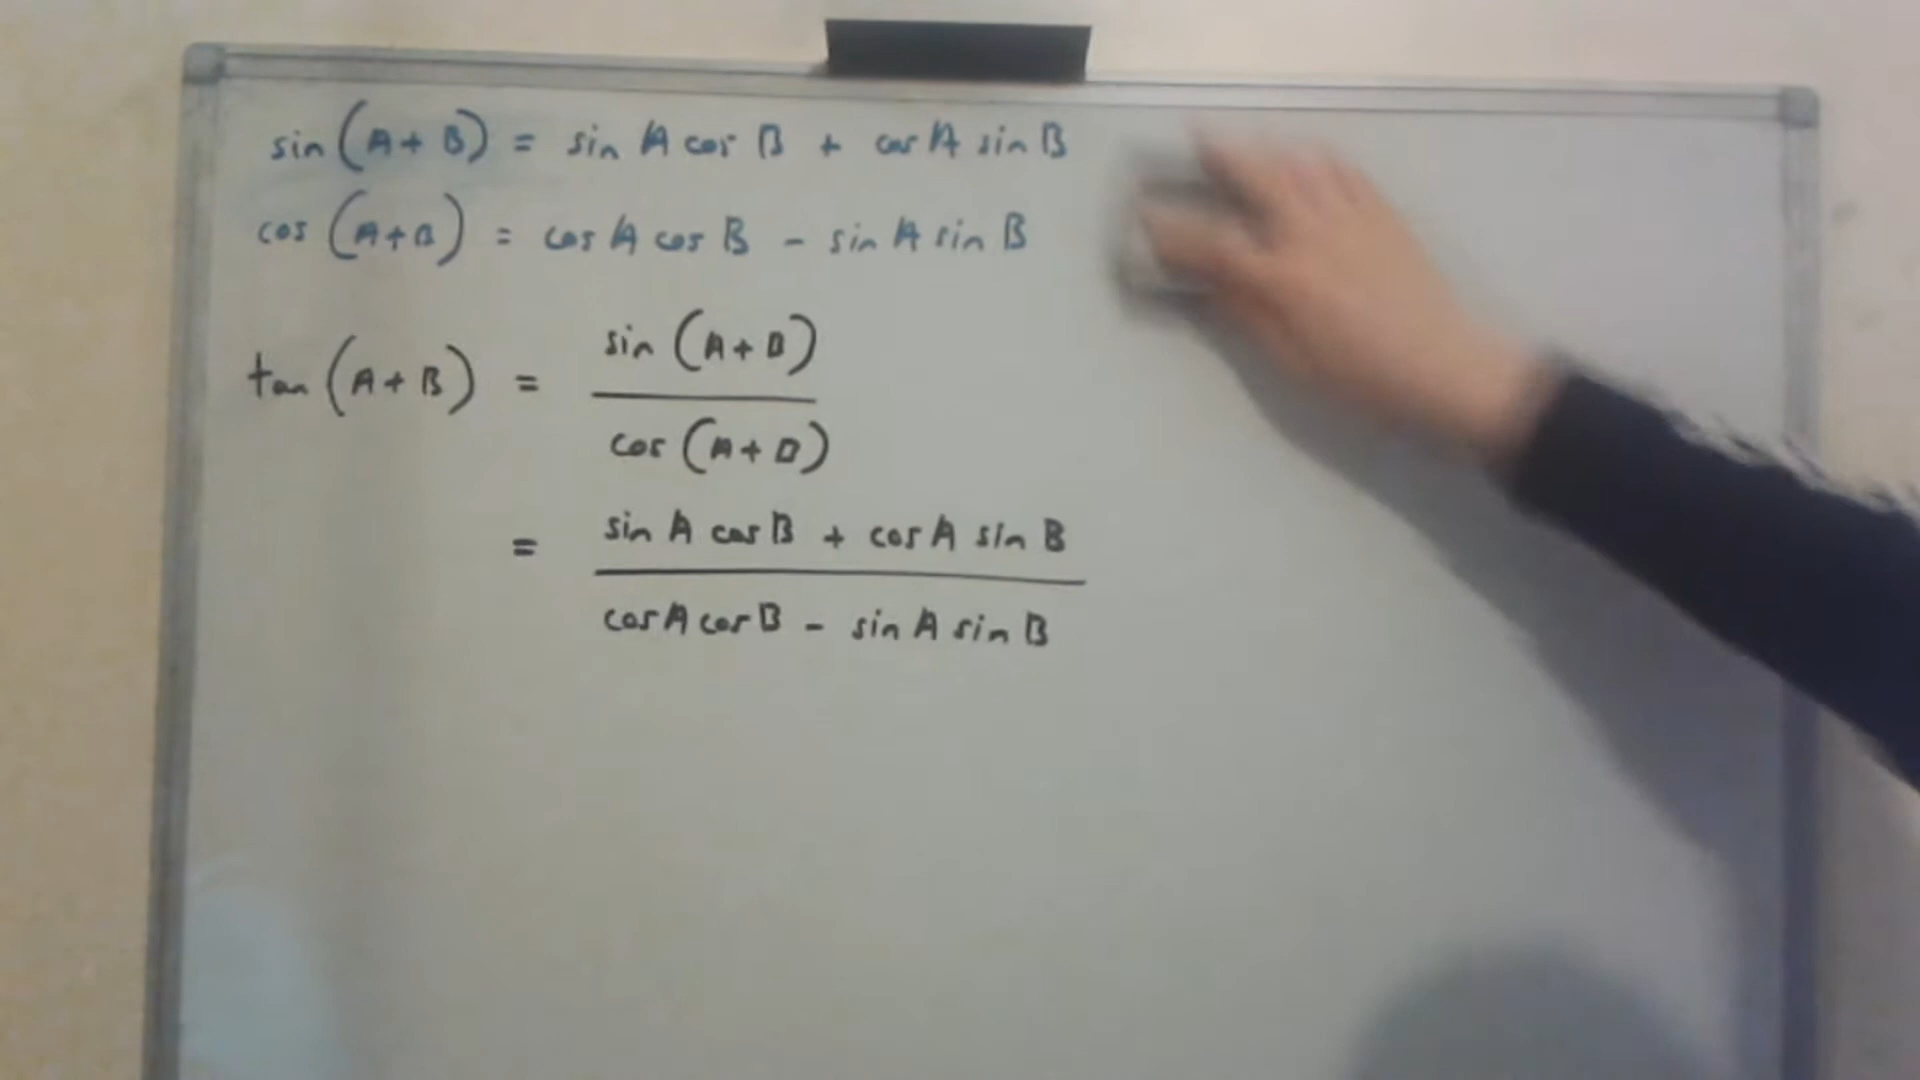 sin (A + B) = sin A cos B + cos A sin B
cos (A + B) = cos A cos B - sin A sin B
sin (A + B)
tan (A + B) =
cos (A + B)
sin A cos B + cos A sin B
=
cos A cos B - sin A sin B